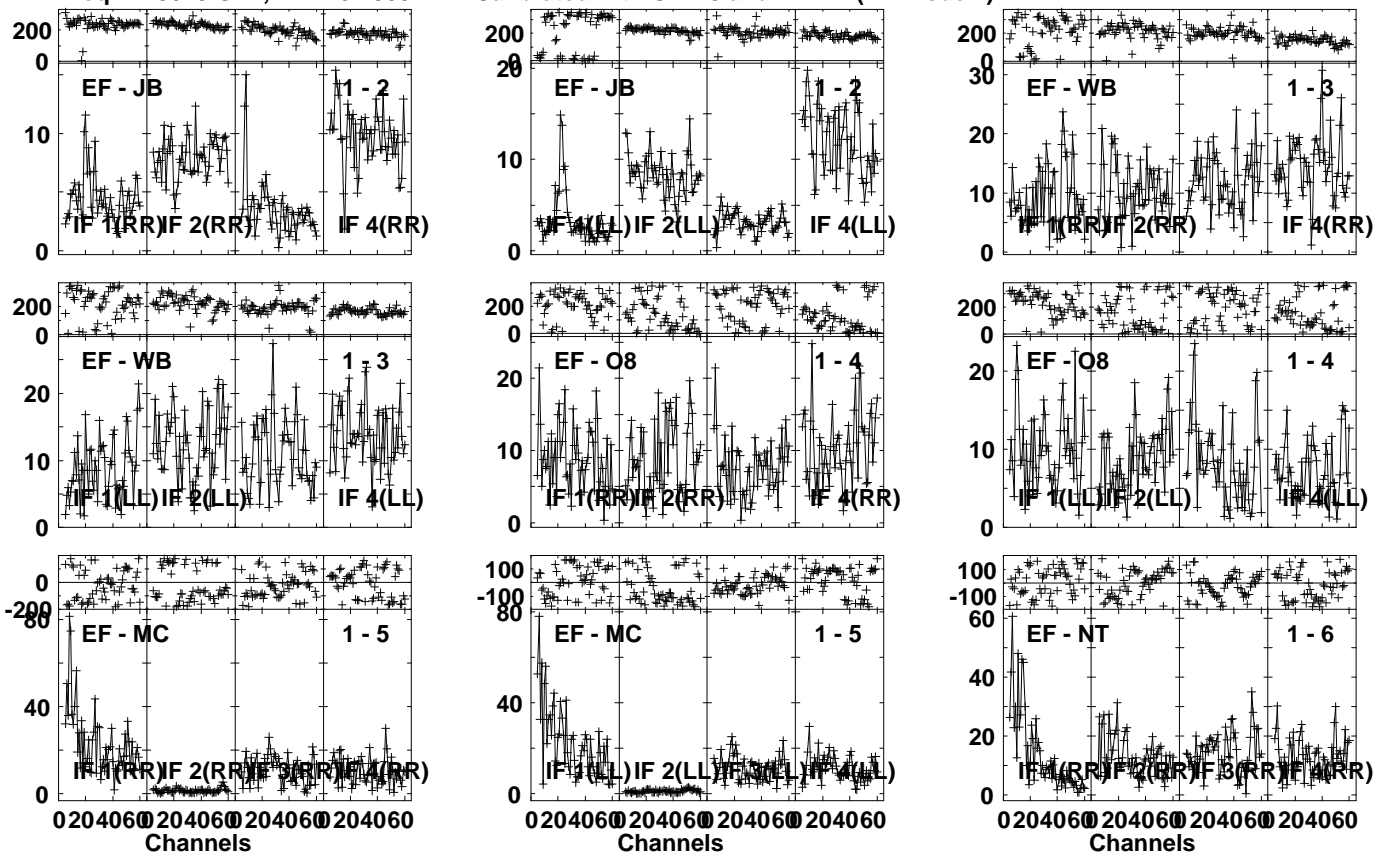 200
0
EF - JB
1 - 2
10
0
IF 1(RR)
IF 2(RR)
IF 4(RR)
200
0
20
EF - JB
1 - 2
10
0
IF 1(LL)
IF 2(LL)
IF 4(LL)
200
0
30
EF - WB
1 - 3
20
10
0
IF 1(RR)
IF 2(RR)
IF 4(RR)
200
0
EF - WB
1 - 3
20
10
0
IF 1(LL)
IF 2(LL)
IF 4(LL)
200
0
EF - O8
1 - 4
20
10
0
IF 1(RR)
IF 2(RR)
IF 4(RR)
200
0
EF - O8
1 - 4
20
10
0
IF 1(LL)
IF 2(LL)
IF 4(LL)
0
-200
80
EF - MC
1 - 5
40
0
IF 1(RR)
IF 2(RR)
IF 3(RR)
IF 4(RR)
0 20 40 60 0 20 40 60 0 20 40 60 0 20 40 60
Channels
100
-100
80
EF - MC
1 - 5
40
0
IF 1(LL)
IF 2(LL)
IF 3(LL)
IF 4(LL)
0 20 40 60 0 20 40 60 0 20 40 60 0 20 40 60
Channels
100
-100
60
EF - NT
1 - 6
40
20
0
IF 1(RR)
IF 2(RR)
IF 3(RR)
IF 4(RR)
0 20 40 60 0 20 40 60 0 20 40 60 0 20 40 60
Channels